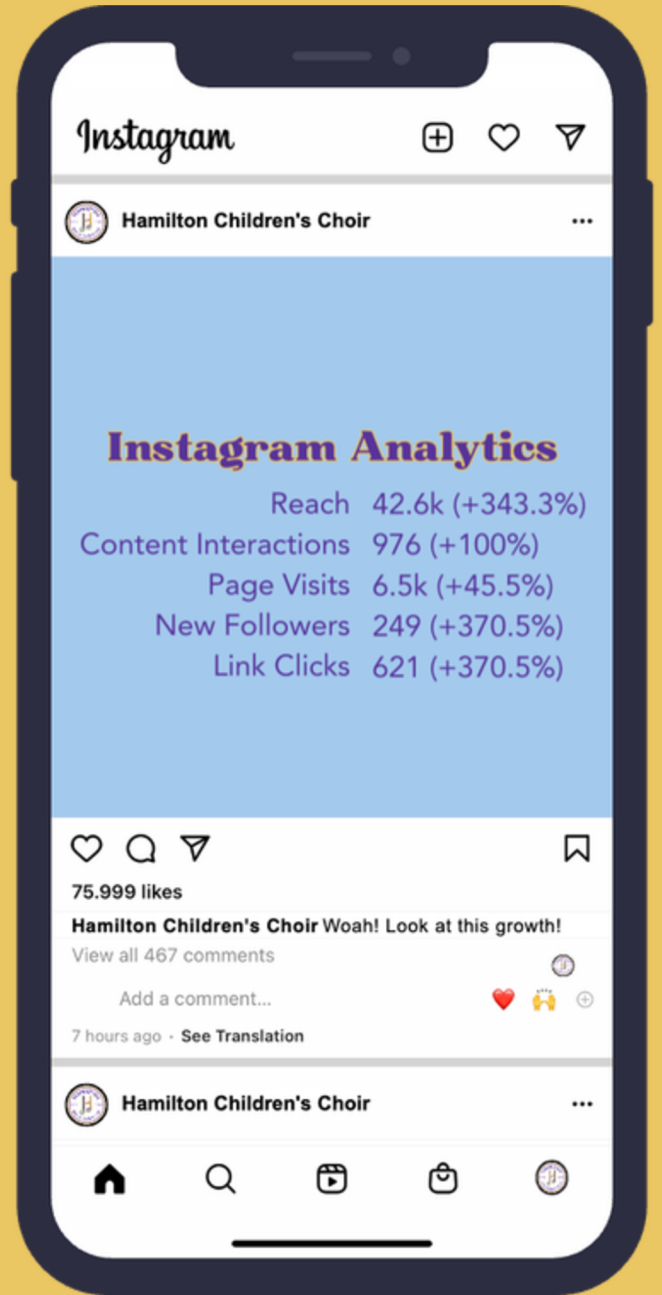 Instagram
Hamilton Children's Choir
Instagram Analytics
Reach 42.6k (+343.3%)
Content Interactions 976 (+100%)
Page Visits 6.5k (+45.5%)
New Followers 249 (+370.5%)
Link Clicks 621 (+370.5%)
75.999 likes
Hamilton Children's Choir Woah! Look at this growth!
View all 467 comments
Add a comment...
7 hours ago · See Translation
Hamilton Children's Choir